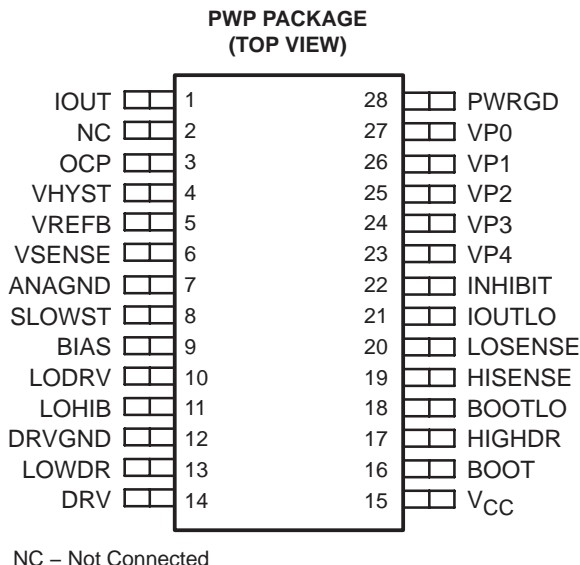 PWP PACKAGE
(TOP VIEW)
IOUT 1 28 PWRGD
NC 2 27 VP0
OCP 3 26 VP1
VHYST 4 25 VP2
VREFB 5 24 VP3
VSENSE 6 23 VP4
ANAGND 7 22 INHIBIT
SLOWST 8 21 IOUTLO
BIAS 9 20 LOSENSE
LODRV 10 19 HISENSE
LOHIB 11 18 BOOTLO
DRVGND 12 17 HIGHDR
LOWDR 13 16 BOOT
DRV 14 15 VCC
NC – Not Connected